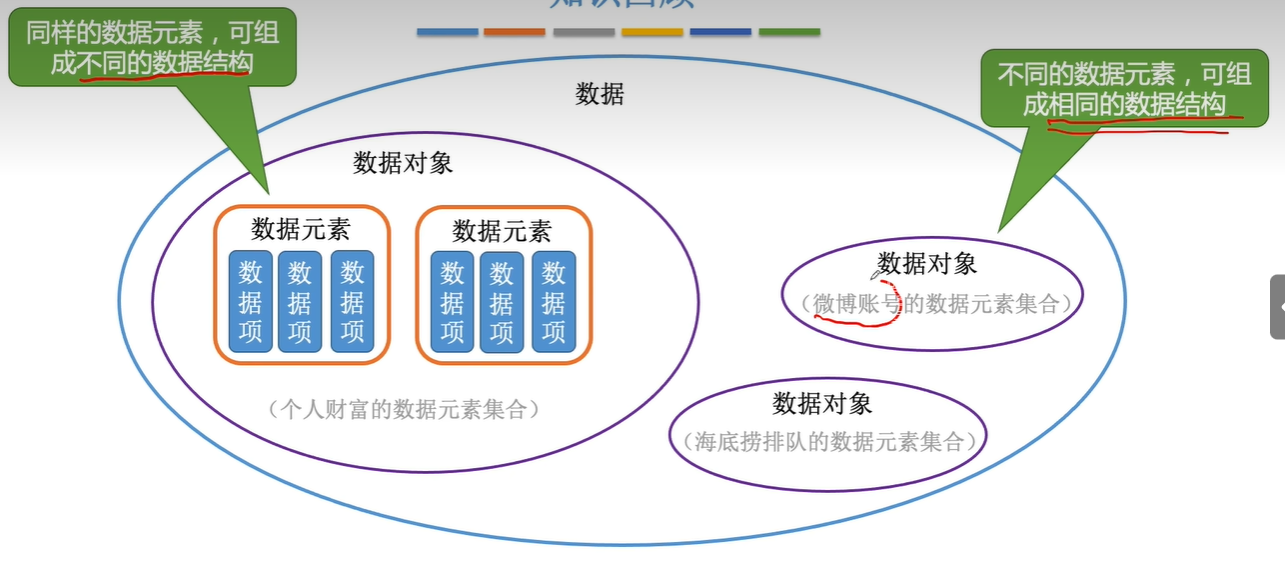 知识回顾
同样的数据元素，可组
成不同的数据结构
不同的数据元素，可组
成相同的数据结构
数据
数据对象
数据元素
数据项
数据项
数据项
数据元素
数据项
数据项
数据项
（个人财富的数据元素集合）
数据对象
（微博账号的数据元素集合）
数据对象
（海底捞排队的数据元素集合）